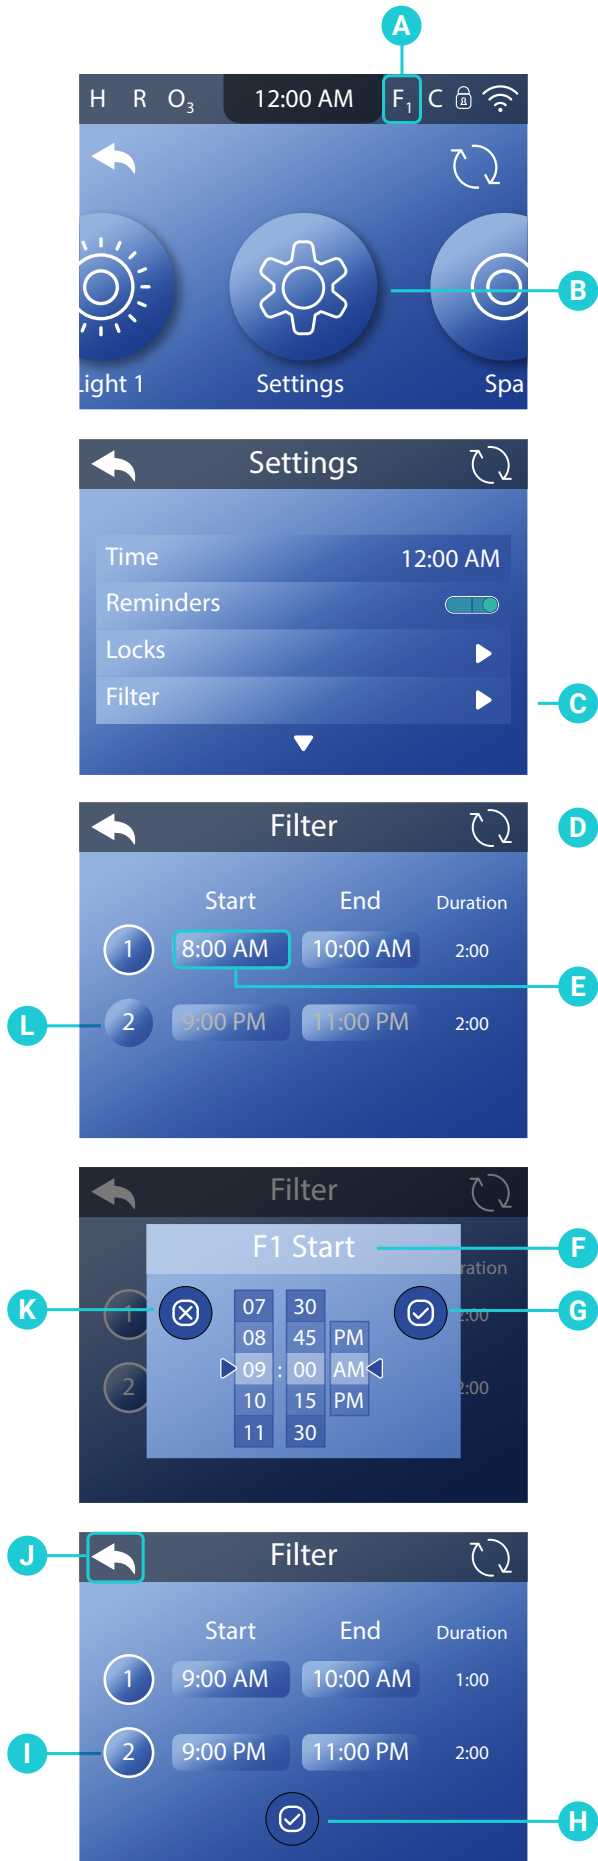 A
H R O3 12:00 AM F1 C
B
Light 1 Settings Spa
Settings
Time 12:00 AM
Reminders
Locks
Filter
C
Filter
D
Start End Duration
1 8:00 AM 10:00 AM 2:00
E
L 2 9:00 PM 11:00 PM 2:00
Filter
F1 Start
F
ration
K
G
1 07 30 2:00
08 45 PM
09 : 00 AM
2 2:00
10 15 PM
11 30
J Filter
Start End Duration
1 9:00 AM 10:00 AM 1:00
I 2 9:00 PM 11:00 PM 2:00
H